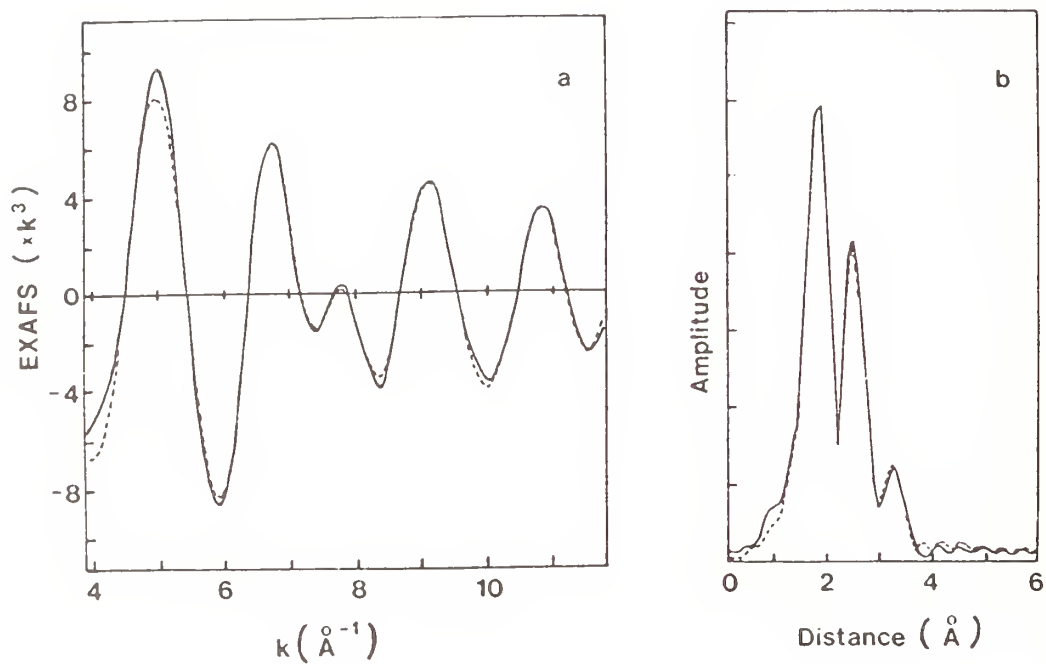 a
8
4
0
-4
-8
EXAFS (×k³)
4 6 8 10
k (Å⁻¹)
b
Amplitude
0 2 4 6
Distance (Å)